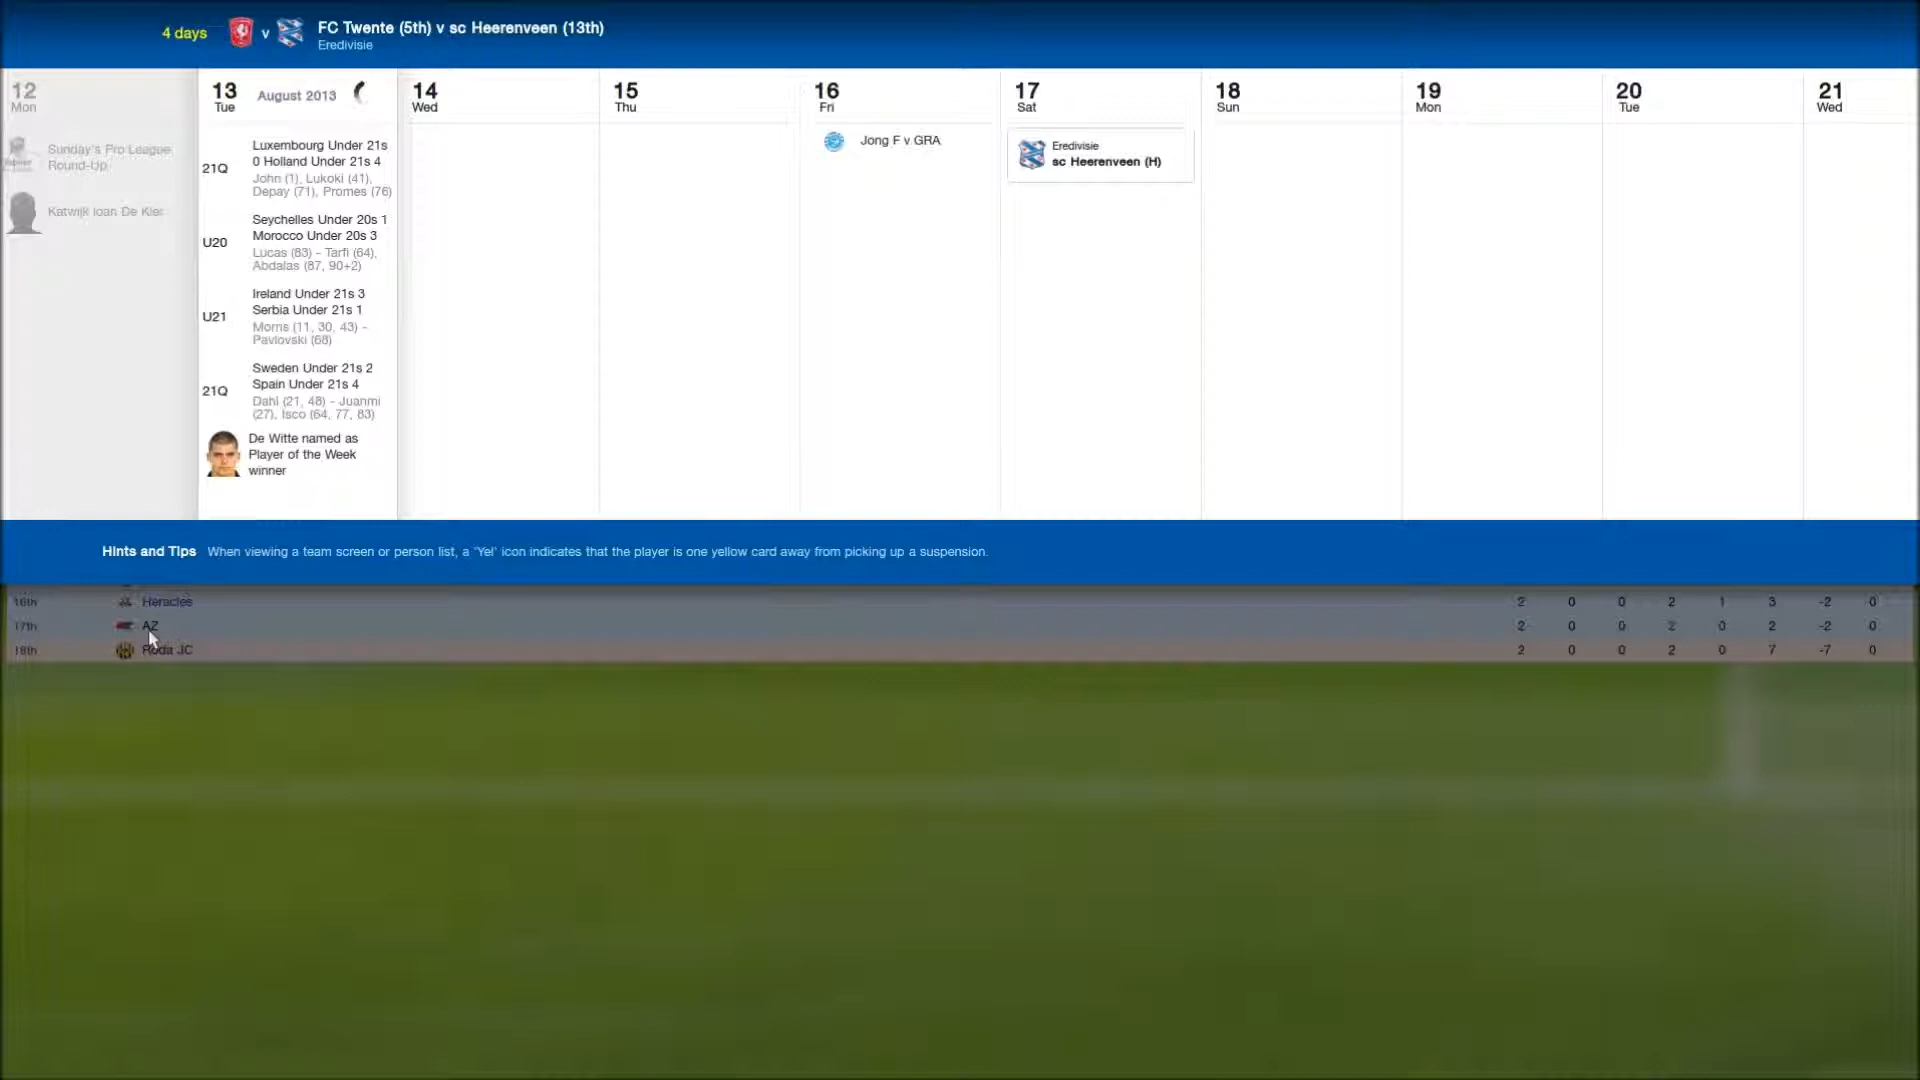 4 days
v
FC Twente (5th) v sc Heerenveen (13th)
Eredivisie
12
Mon
Sunday's Pro League
Round-Up
Katwijk loan De Kler
13
Tue
August 2013
21Q
Luxembourg Under 21s
0 Holland Under 21s 4
John (1), Lukoki (41),
Depay (71), Promes (76)
U20
Seychelles Under 20s 1
Morocco Under 20s 3
Lucas (83) - Tarfi (64),
Abdalas (87, 90+2)
U21
Ireland Under 21s 3
Serbia Under 21s 1
Morris (11, 30, 43) -
Pavlovski (68)
21Q
Sweden Under 21s 2
Spain Under 21s 4
Dahl (21, 48) - Juanmi
(27), Isco (64, 77, 83)
De Witte named as
Player of the Week
winner
14
Wed
15
Thu
16
Fri
Jong F v GRA
17
Sat
Eredivisie
sc Heerenveen (H)
18
Sun
19
Mon
20
Tue
21
Wed
Hints and Tips When viewing a team screen or person list, a 'Yel' icon indicates that the player is one yellow card away from picking up a suspension.
16th Heracles 2 0 0 2 1 3 -2 0
17th AZ 2 0 0 2 0 2 -2 0
18th Roda JC 2 0 0 2 0 7 -7 0